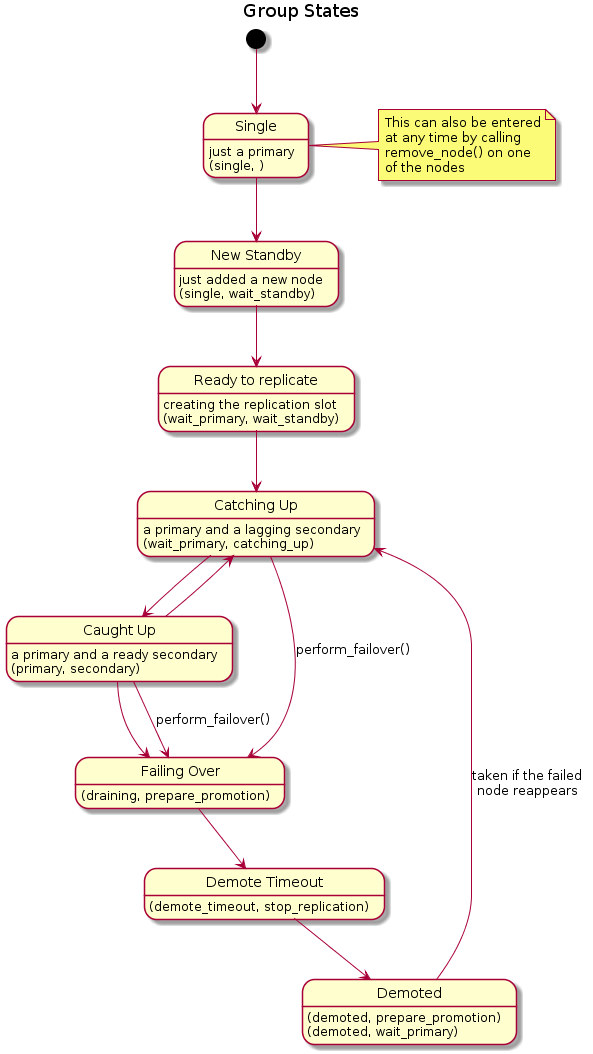 Group States
Single
just a primary
(single, )
This can also be entered
at any time by calling
remove_node() on one
of the nodes
New Standby
just added a new node
(single, wait_standby)
Ready to replicate
creating the replication slot
(wait_primary, wait_standby)
Catching Up
a primary and a lagging secondary
(wait_primary, catching_up)
Caught Up
a primary and a ready secondary
(primary, secondary)
perform_failover()
perform_failover()
Failing Over
(draining, prepare_promotion)
taken if the failed
node reappears
Demote Timeout
(demote_timeout, stop_replication)
Demoted
(demoted, prepare_promotion)
(demoted, wait_primary)